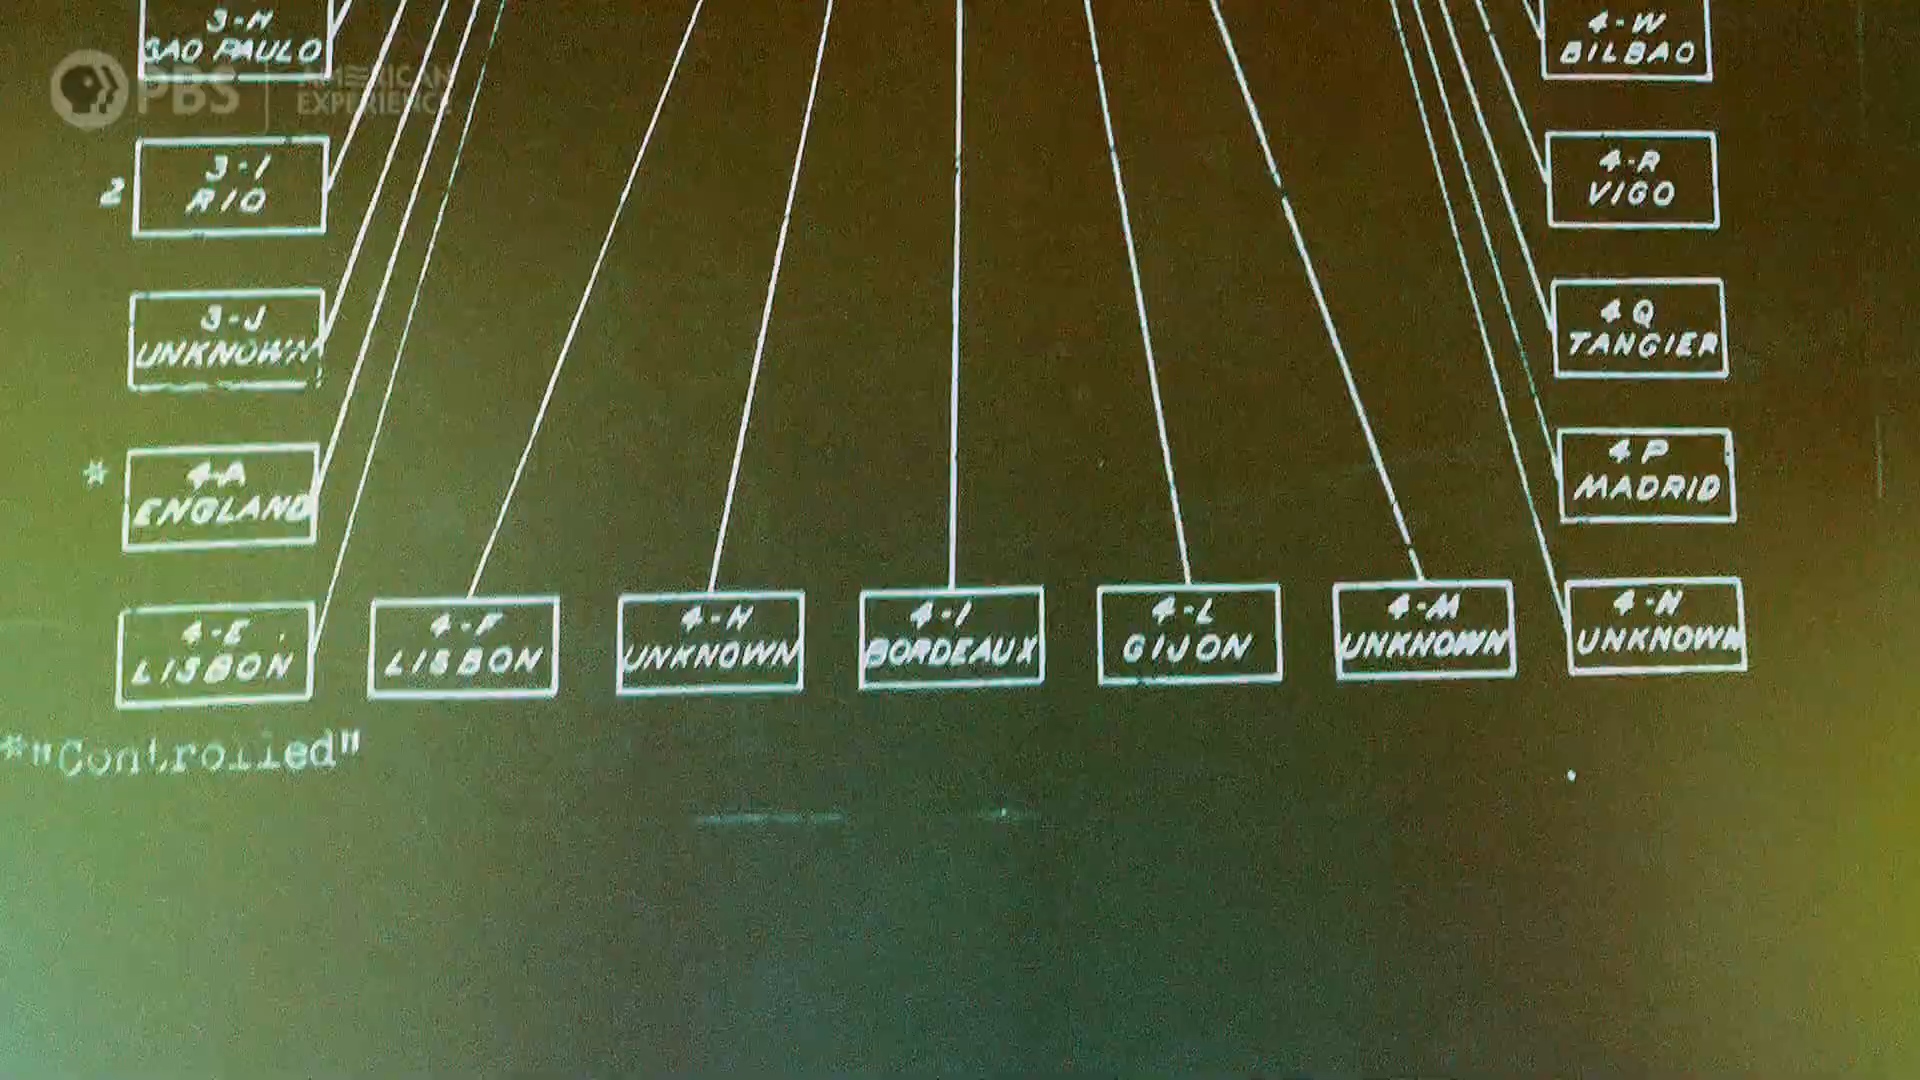 3-H
SAO PAULO
PBS
AMERICAN
EXPERIENCE
2
3-I
RIO
3-J
UNKNOWN
*
4-A
ENGLAND
4-E
LISBON
4-F
LISBON
4-H
UNKNOWN
4-I
BORDEAUX
4-L
GIJON
4-M
UNKNOWN
4-N
UNKNOWN
4-W
BILBAO
4-R
VIGO
4Q
TANGIER
4P
MADRID
*"Controlled"